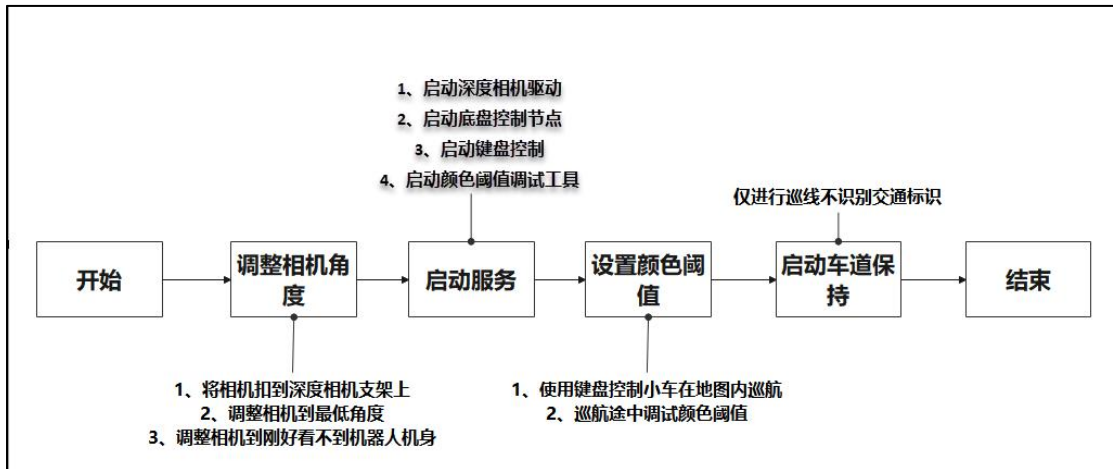 1、启动深度相机驱动
2、启动底盘控制节点
3、启动键盘控制
4、启动颜色阈值调试工具
仅进行巡线不识别交通标识
开始
调整相机角
度
启动服务
设置颜色阈
值
启动车道保
持
结束
1、将相机扣到深度相机支架上
2、调整相机到最低角度
3、调整相机到刚好看不到机器人机身
1、使用键盘控制小车在地图内巡航
2、巡航途中调试颜色阈值